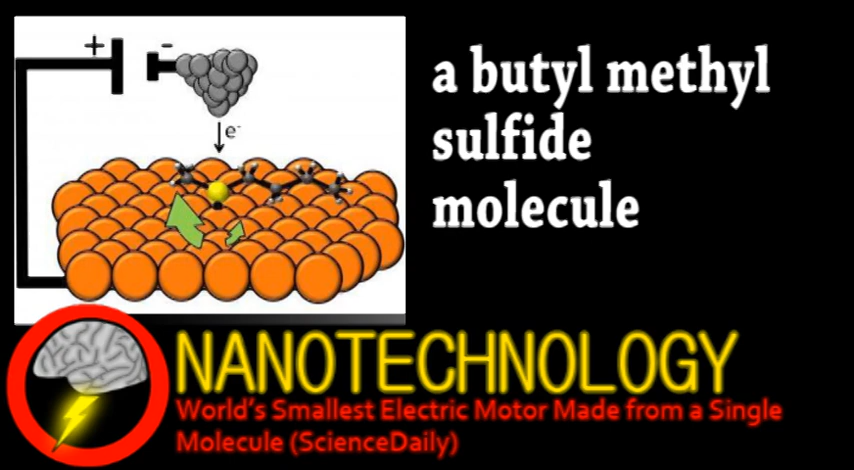 + -
e-
a butyl methyl
sulfide
molecule
NANOTECHNOLOGY
World's Smallest Electric Motor Made from a Single
Molecule (ScienceDaily)